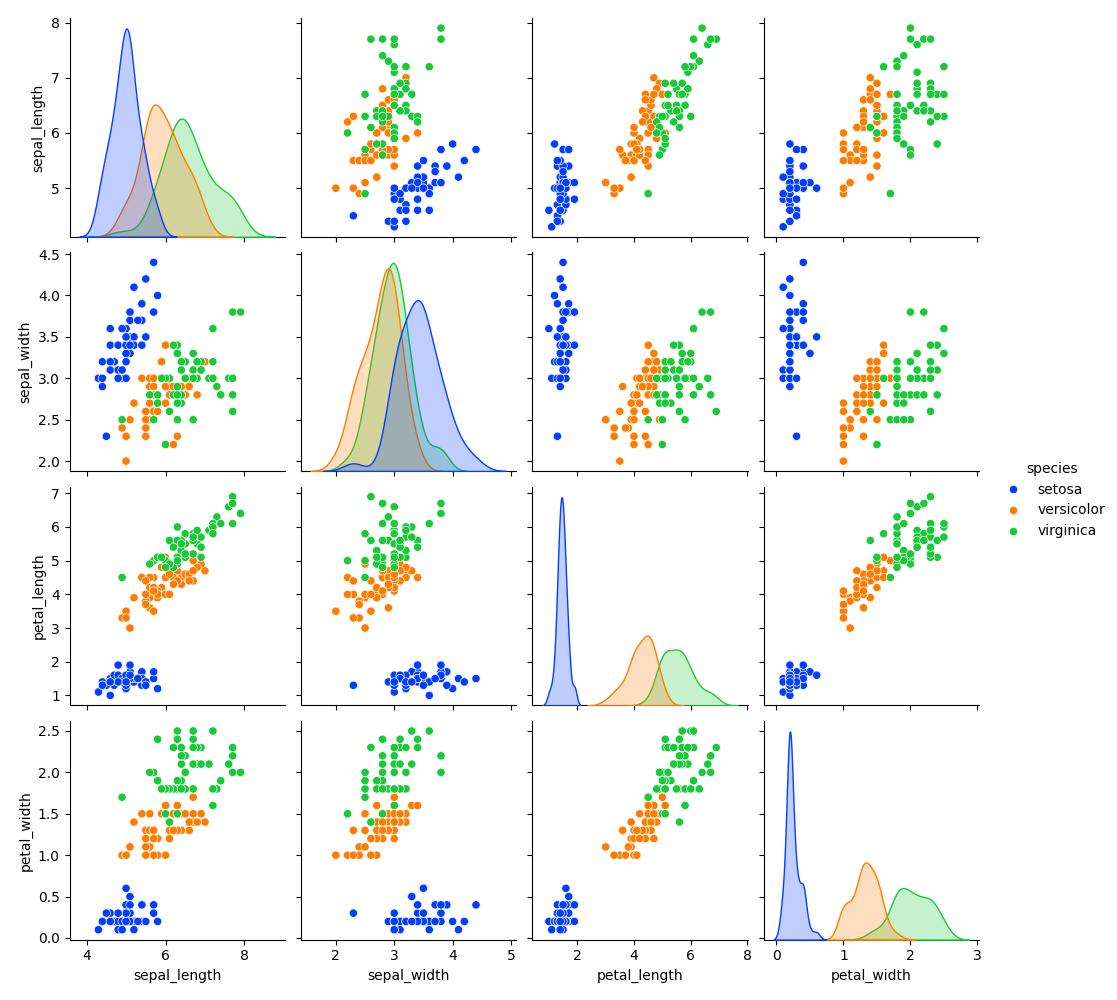 sepal_length
8
7
6
5
sepal_width
4.5
4.0
3.5
3.0
2.5
2.0
species
setosa
versicolor
virginica
petal_length
7
6
5
4
3
2
1
petal_width
2.5
2.0
1.5
1.0
0.5
0.0
4 6 8
2 3 4 5
2 4 6 8
0 1 2 3
sepal_length
sepal_width
petal_length
petal_width